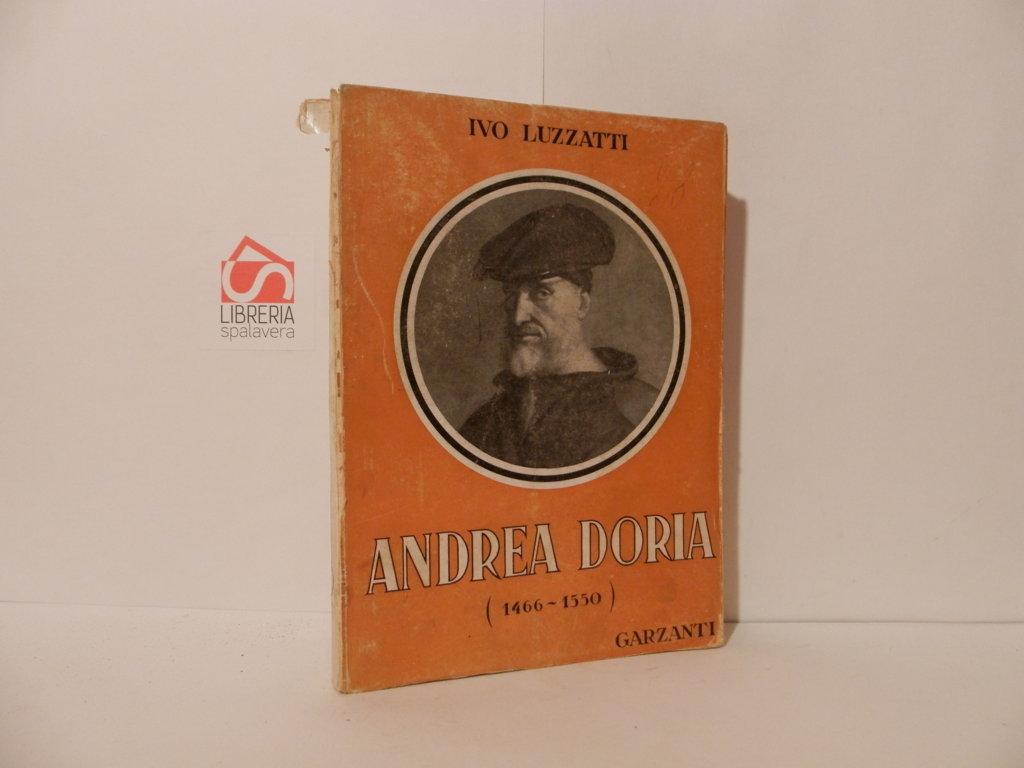 IVO LUZZATTI
LIBRERIA
spalavera
ANDREA DORIA
(1466~1550)
GARZANTI